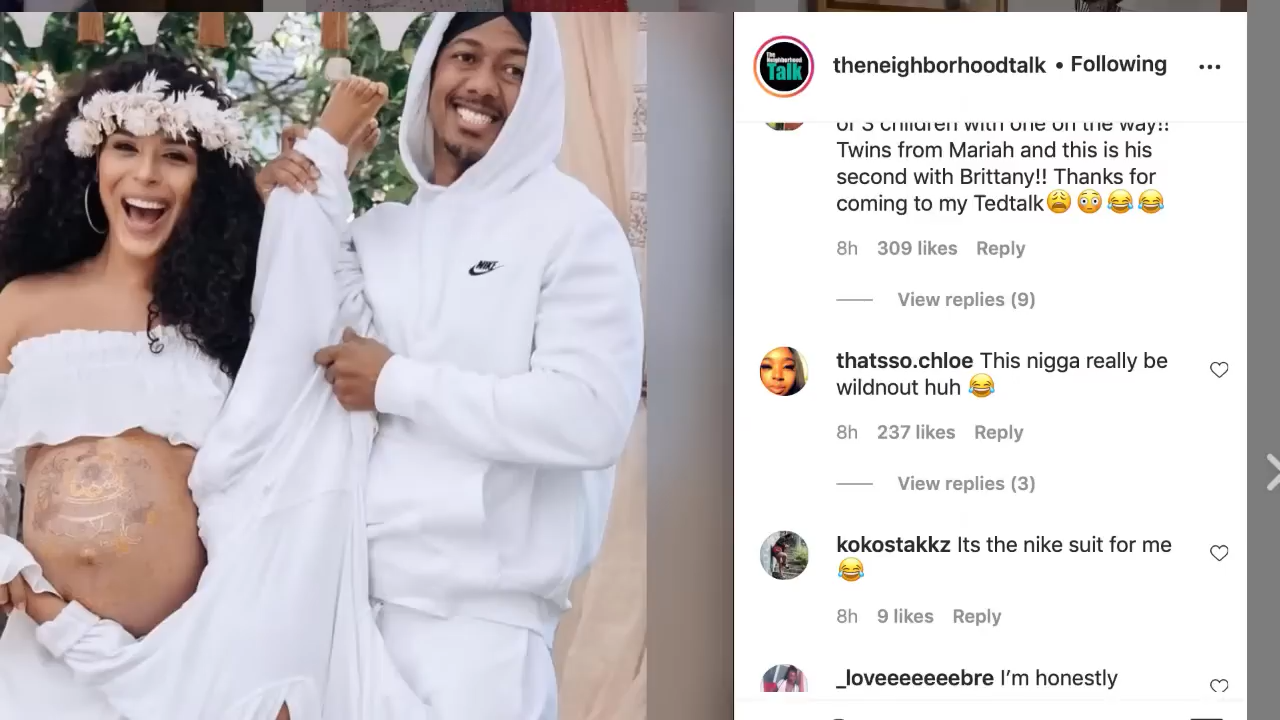 The
Neighborhood
Talk
theneighborhoodtalk • Following
of 3 children with one on the way!!
Twins from Mariah and this is his
second with Brittany!! Thanks for
coming to my Tedtalk😩 😳 😂 😂
8h 309 likes Reply
View replies (9)
NIKE
thatsso.chloe This nigga really be
wildnout huh 😂
8h 237 likes Reply
View replies (3)
kokostakkz Its the nike suit for me
😂
8h 9 likes Reply
_loveeeeeeebre I’m honestly